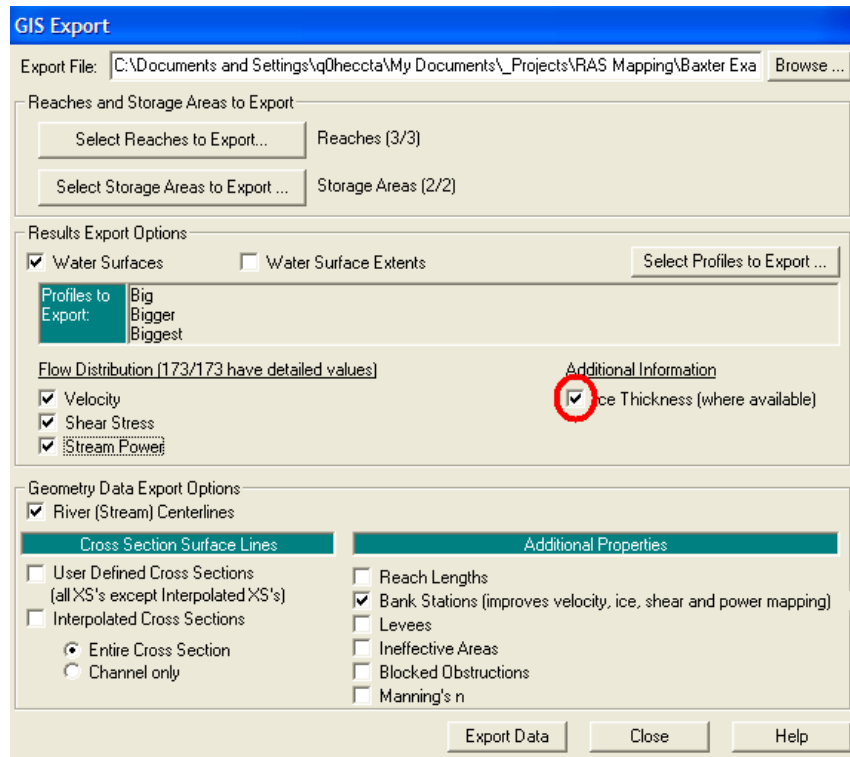 GIS Export
Export File: C:\Documents and Settings\q0heccta\My Documents\_Projects\RAS Mapping\Baxter Exa Browse ...
Reaches and Storage Areas to Export
Select Reaches to Export... Reaches (3/3)
Select Storage Areas to Export ... Storage Areas (2/2)
Results Export Options
Water Surfaces Water Surface Extents Select Profiles to Export ...
Profiles to Export:
Big
Bigger
Biggest
Flow Distribution (173/173 have detailed values)
Velocity
Shear Stress
Stream Power
Additional Information
Ice Thickness (where available)
Geometry Data Export Options
River (Stream) Centerlines
Cross Section Surface Lines
User Defined Cross Sections
(all XS's except Interpolated XS's)
Interpolated Cross Sections
Entire Cross Section
Channel only
Additional Properties
Reach Lengths
Bank Stations (improves velocity, ice, shear and power mapping)
Levees
Ineffective Areas
Blocked Obstructions
Manning's n
Export Data Close Help